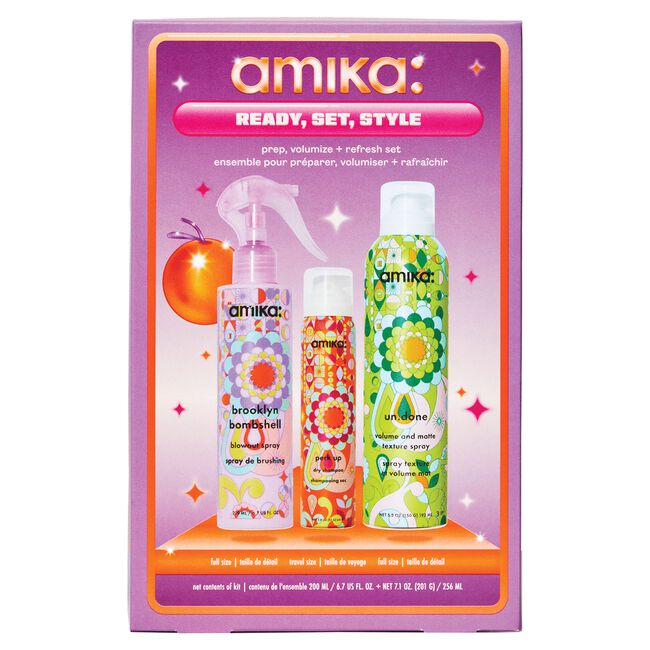 amika:
READY, SET, STYLE
prep, volumize + refresh set
ensemble pour préparer, volumiser + rafraîchir
amika:
brooklyn
bombshell
blowout spray
spray de brushing
amika:
perk up
dry shampoo
shampooing sec
amika:
un.done
volume and matte
texture spray
spray texture
et volume mat
full size | taille de détail travel size | taille de voyage full size | taille de détail
net contents of kit | contenu de l'ensemble 200 ML / 6.7 US FL. OZ. + NET 7.1 OZ. (201 G) / 256 ML